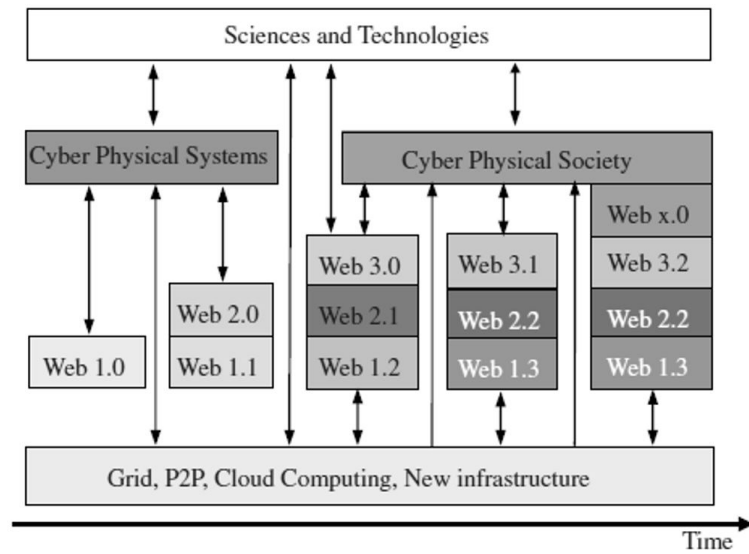 Sciences and Technologies
Cyber Physical Systems
Cyber Physical Society
Web x.0
Web 3.0
Web 3.1
Web 3.2
Web 2.0
Web 2.1
Web 2.2
Web 2.2
Web 1.0
Web 1.1
Web 1.2
Web 1.3
Web 1.3
Grid, P2P, Cloud Computing, New infrastructure
Time